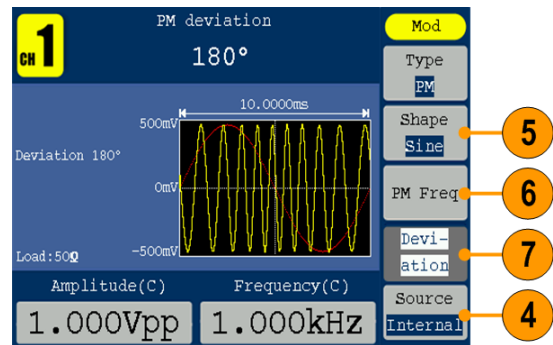 CH 1
PM deviation
180°
Mod
Type
PM
Shape
Sine
PM Freq
Devi-
ation
Source
Internal
5
6
7
4
10.0000ms
500mV
Deviation 180°
0mV
Load:50Ω
-500mV
Amplitude(C)
Frequency(C)
1.000Vpp
1.000kHz